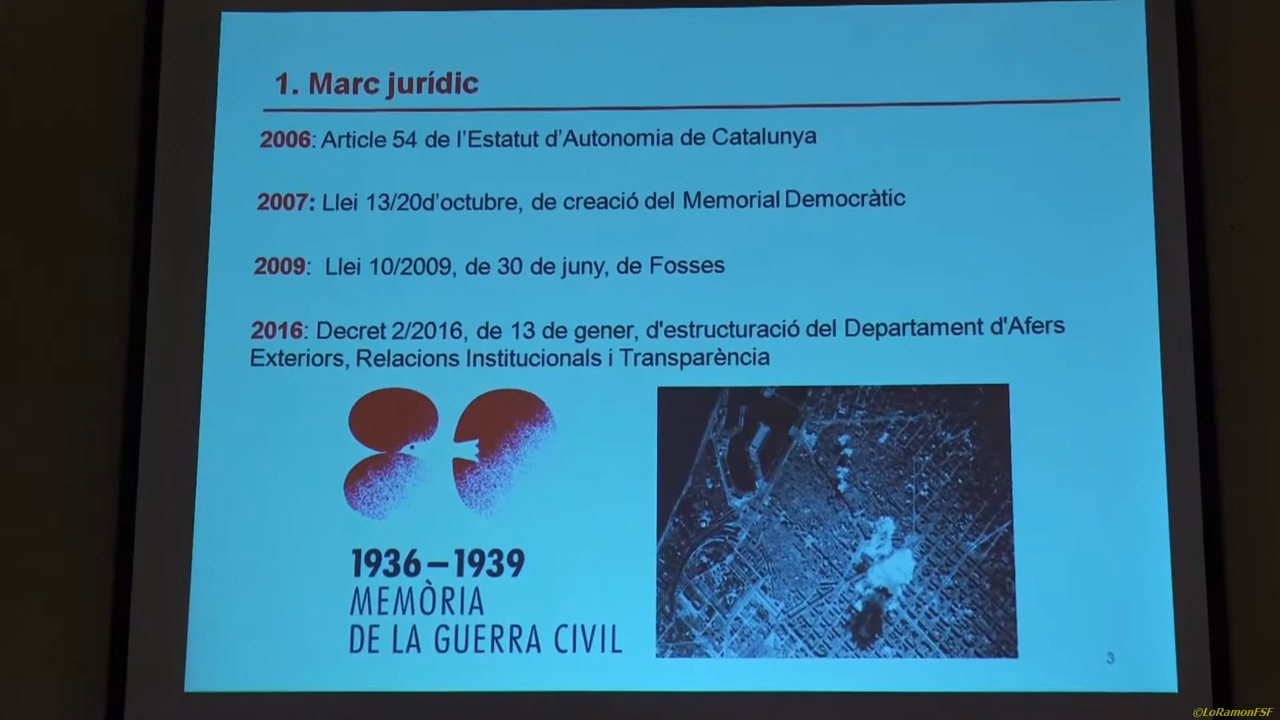 1. Marc jurídic
2006: Article 54 de l'Estatut d'Autonomia de Catalunya
2007: Llei 13/20d'octubre, de creació del Memorial Democràtic
2009: Llei 10/2009, de 30 de juny, de Fosses
2016: Decret 2/2016, de 13 de gener, d'estructuració del Departament d'Afers
Exteriors, Relacions Institucionals i Transparència
1936–1939
MEMÒRIA
DE LA GUERRA CIVIL
3
©LoRamonFSF